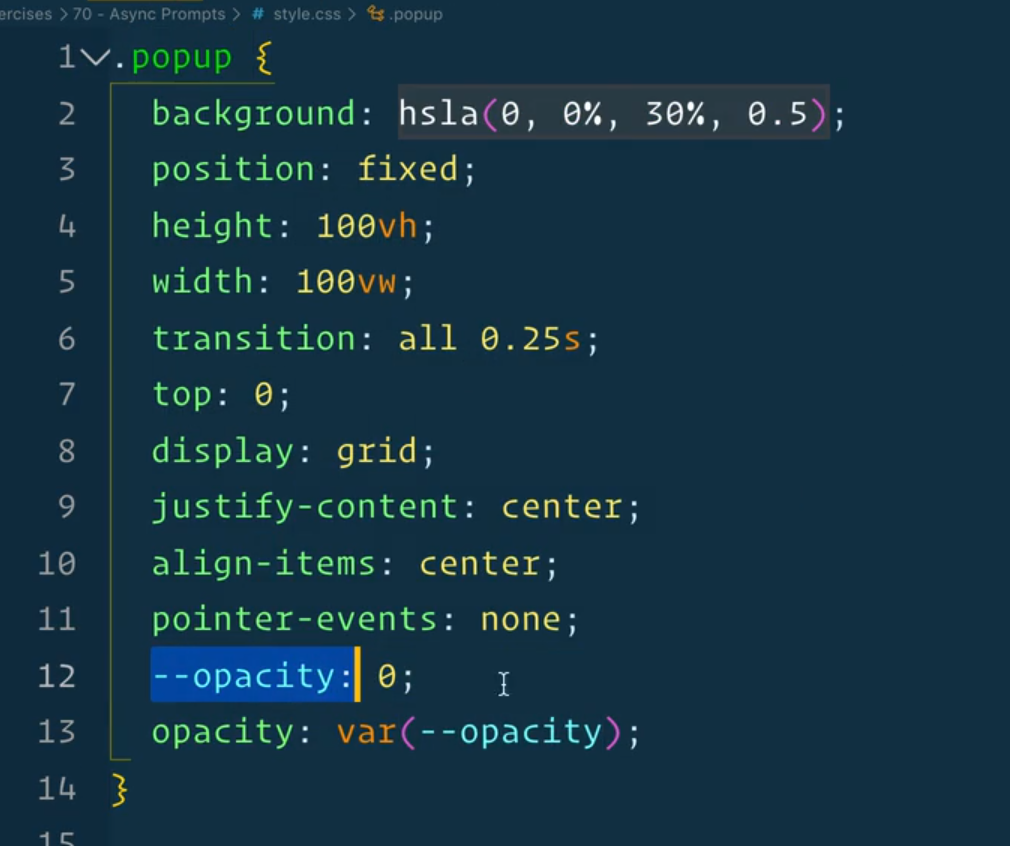 ercises > 70 - Async Prompts > # style.css > .popup
1 .popup {
2 background: hsla(0, 0%, 30%, 0.5);
3 position: fixed;
4 height: 100vh;
5 width: 100vw;
6 transition: all 0.25s;
7 top: 0;
8 display: grid;
9 justify-content: center;
10 align-items: center;
11 pointer-events: none;
12 --opacity: 0;
13 opacity: var(--opacity);
14 }
15